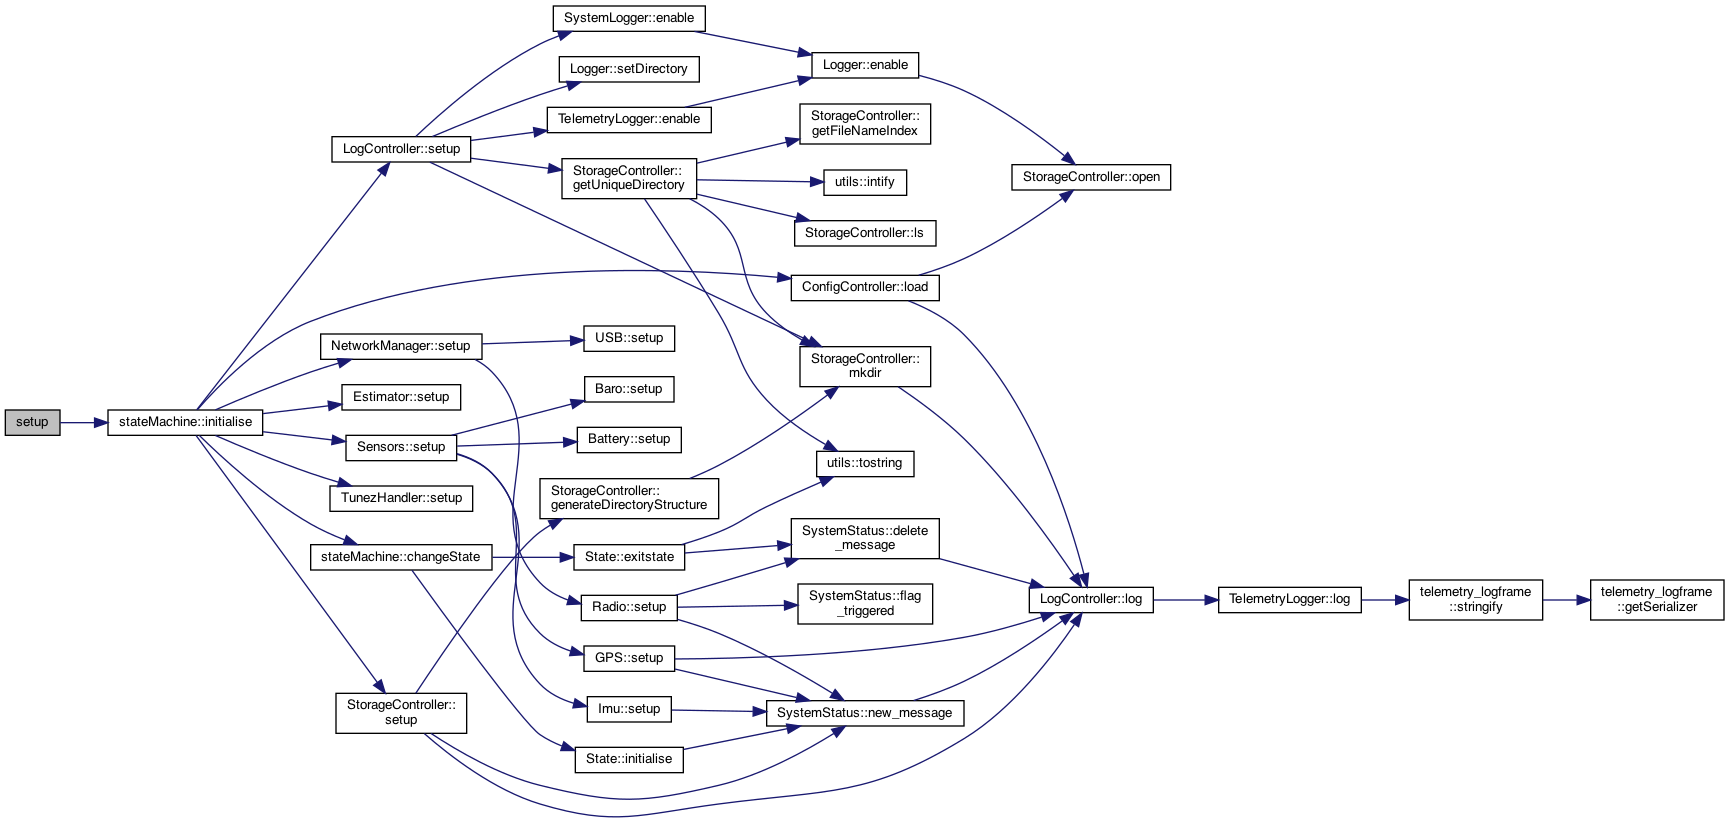 setup
stateMachine::initialise
LogController::setup
NetworkManager::setup
Estimator::setup
Sensors::setup
TunezHandler::setup
stateMachine::changeState
StorageController::
setup
SystemLogger::enable
Logger::setDirectory
TelemetryLogger::enable
StorageController::
getUniqueDirectory
USB::setup
Baro::setup
Battery::setup
StorageController::
generateDirectoryStructure
State::exitstate
Radio::setup
GPS::setup
Imu::setup
State::initialise
Logger::enable
StorageController::
getFileNameIndex
utils::intify
StorageController::ls
ConfigController::load
StorageController::
mkdir
utils::tostring
SystemStatus::delete
_message
SystemStatus::flag
_triggered
SystemStatus::new_message
StorageController::open
LogController::log
TelemetryLogger::log
telemetry_logframe
::stringify
telemetry_logframe
::getSerializer